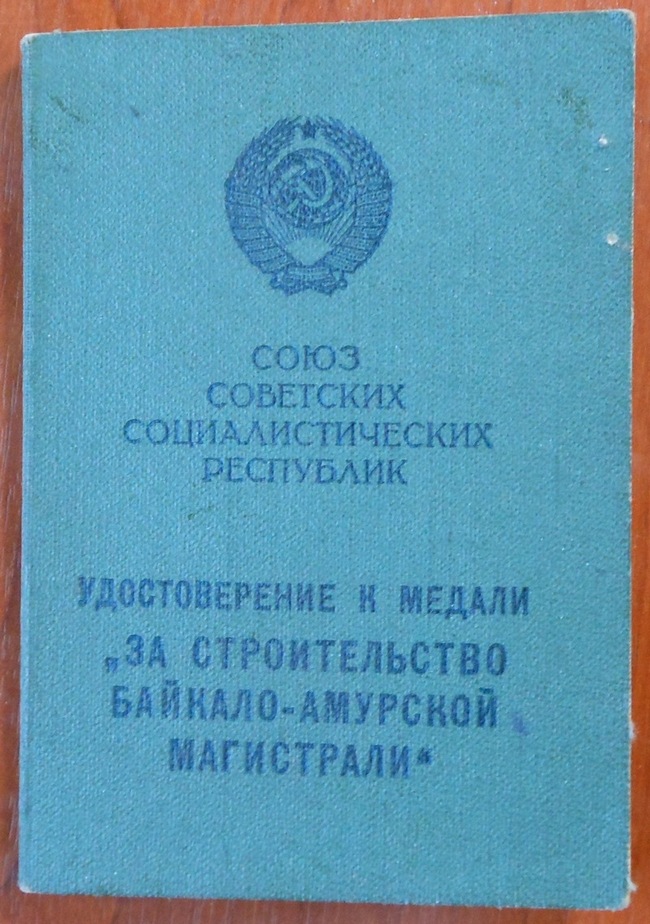 СОЮЗ
СОВЕТСКИХ
СОЦИАЛИСТИЧЕСКИХ
РЕСПУБЛИК
УДОСТОВЕРЕНИЕ К МЕДАЛИ
„ЗА СТРОИТЕЛЬСТВО
БАЙКАЛО-АМУРСКОЙ
МАГИСТРАЛИ“